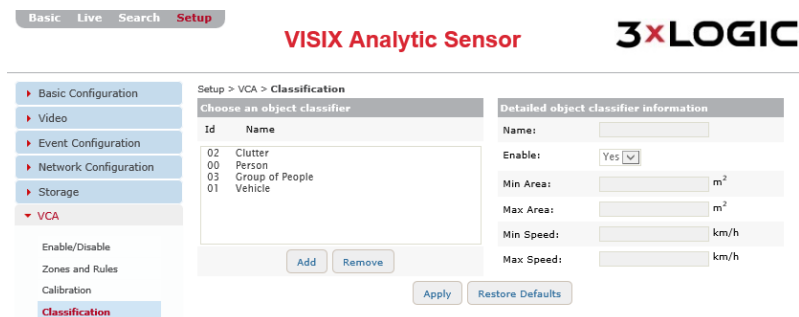 Basic Live Search Setup
VISIX Analytic Sensor
3xLOGIC
Basic Configuration
Video
Event Configuration
Network Configuration
Storage
VCA
Enable/Disable
Zones and Rules
Calibration
Classification
Setup > VCA > Classification
Choose an object classifier
Id Name
02 Clutter
00 Person
03 Group of People
01 Vehicle
Add Remove
Detailed object classifier information
Name:
Enable: Yes
Min Area: m²
Max Area: m²
Min Speed: km/h
Max Speed: km/h
Apply Restore Defaults